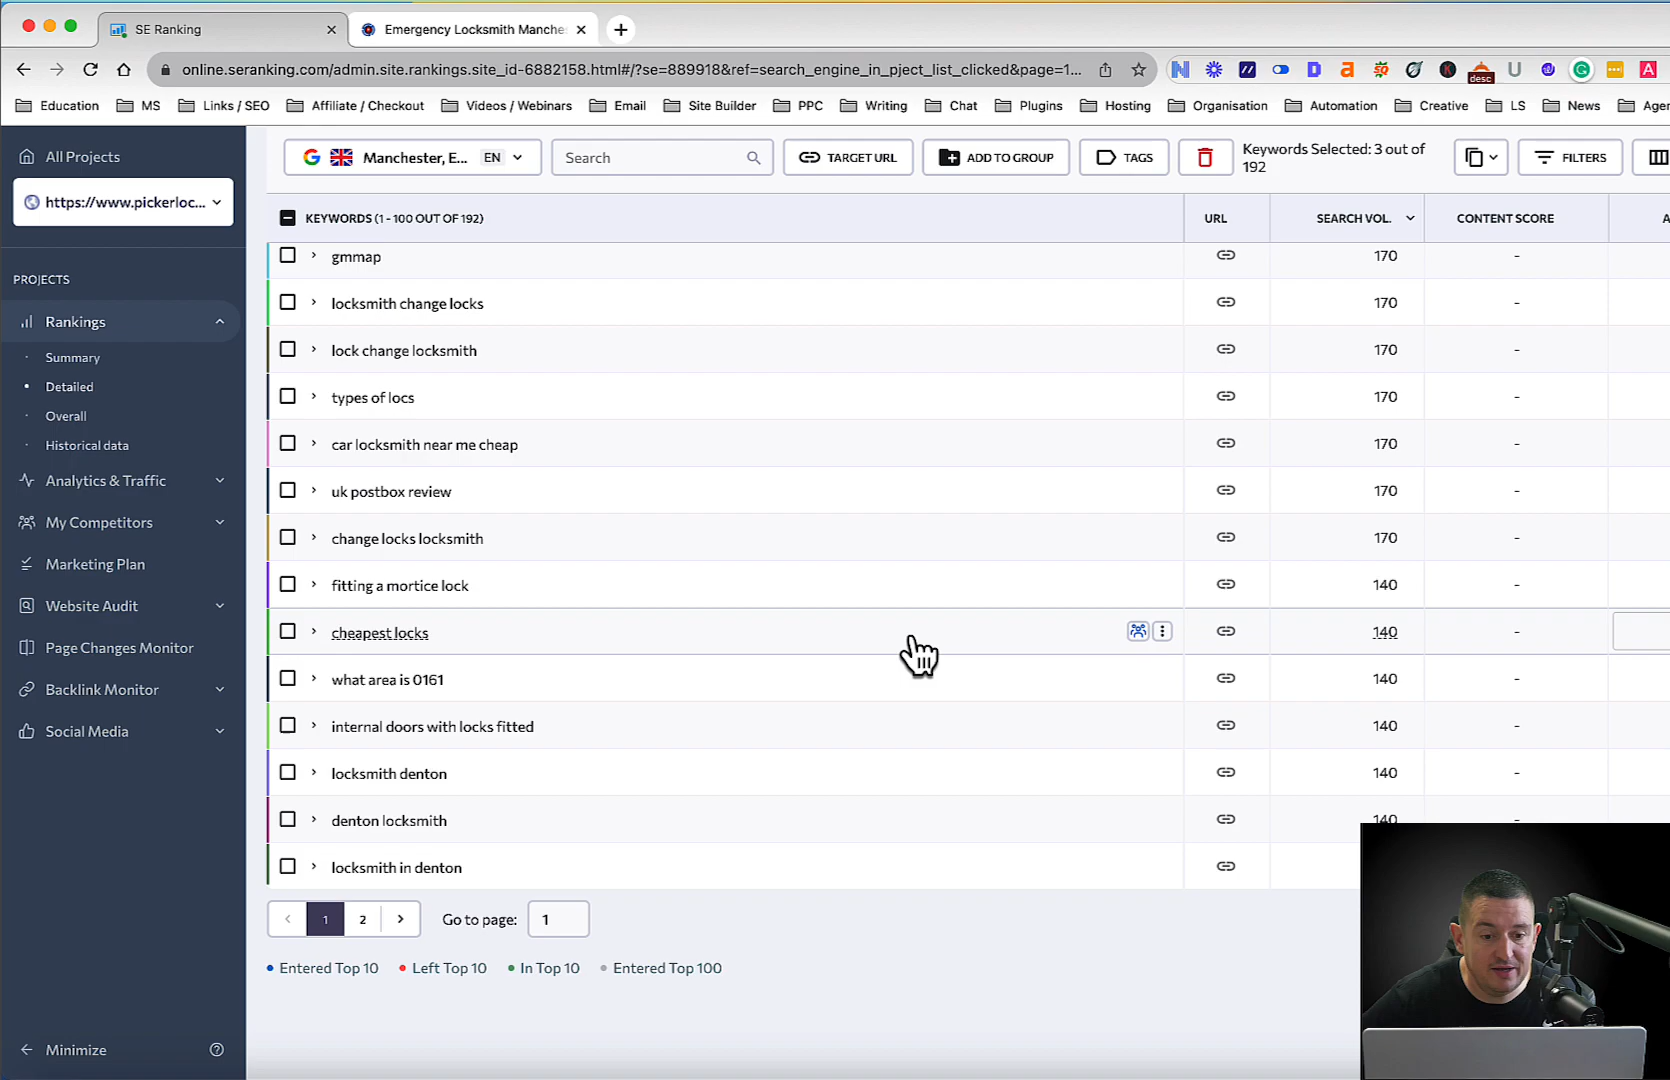 SE Ranking
Emergency Locksmith Manche
online.seranking.com/admin.site.rankings.site_id-6882158.html#/?se=889918&ref=search_engine_in_pject_list_clicked&page=1...
desc
Education
MS
Links / SEO
Affiliate / Checkout
Videos / Webinars
Email
Site Builder
PPC
Writing
Chat
Plugins
Hosting
Organisation
Automation
Creative
LS
News
Agen
All Projects
https://www.pickerloc...
PROJECTS
Rankings
Summary
Detailed
Overall
Historical data
Analytics & Traffic
My Competitors
Marketing Plan
Website Audit
Page Changes Monitor
Backlink Monitor
Social Media
Minimize
Manchester, E... EN
Search
TARGET URL
ADD TO GROUP
TAGS
Keywords Selected: 3 out of
192
FILTERS
KEYWORDS (1 - 100 OUT OF 192) URL SEARCH VOL. CONTENT SCORE A
gmmap 170 -
locksmith change locks 170 -
lock change locksmith 170 -
types of locs 170 -
car locksmith near me cheap 170 -
uk postbox review 170 -
change locks locksmith 170 -
fitting a mortice lock 140 -
cheapest locks 140 -
what area is 0161 140 -
internal doors with locks fitted 140 -
locksmith denton 140 -
denton locksmith 140 -
locksmith in denton
1 2 Go to page: 1
Entered Top 10 Left Top 10 In Top 10 Entered Top 100